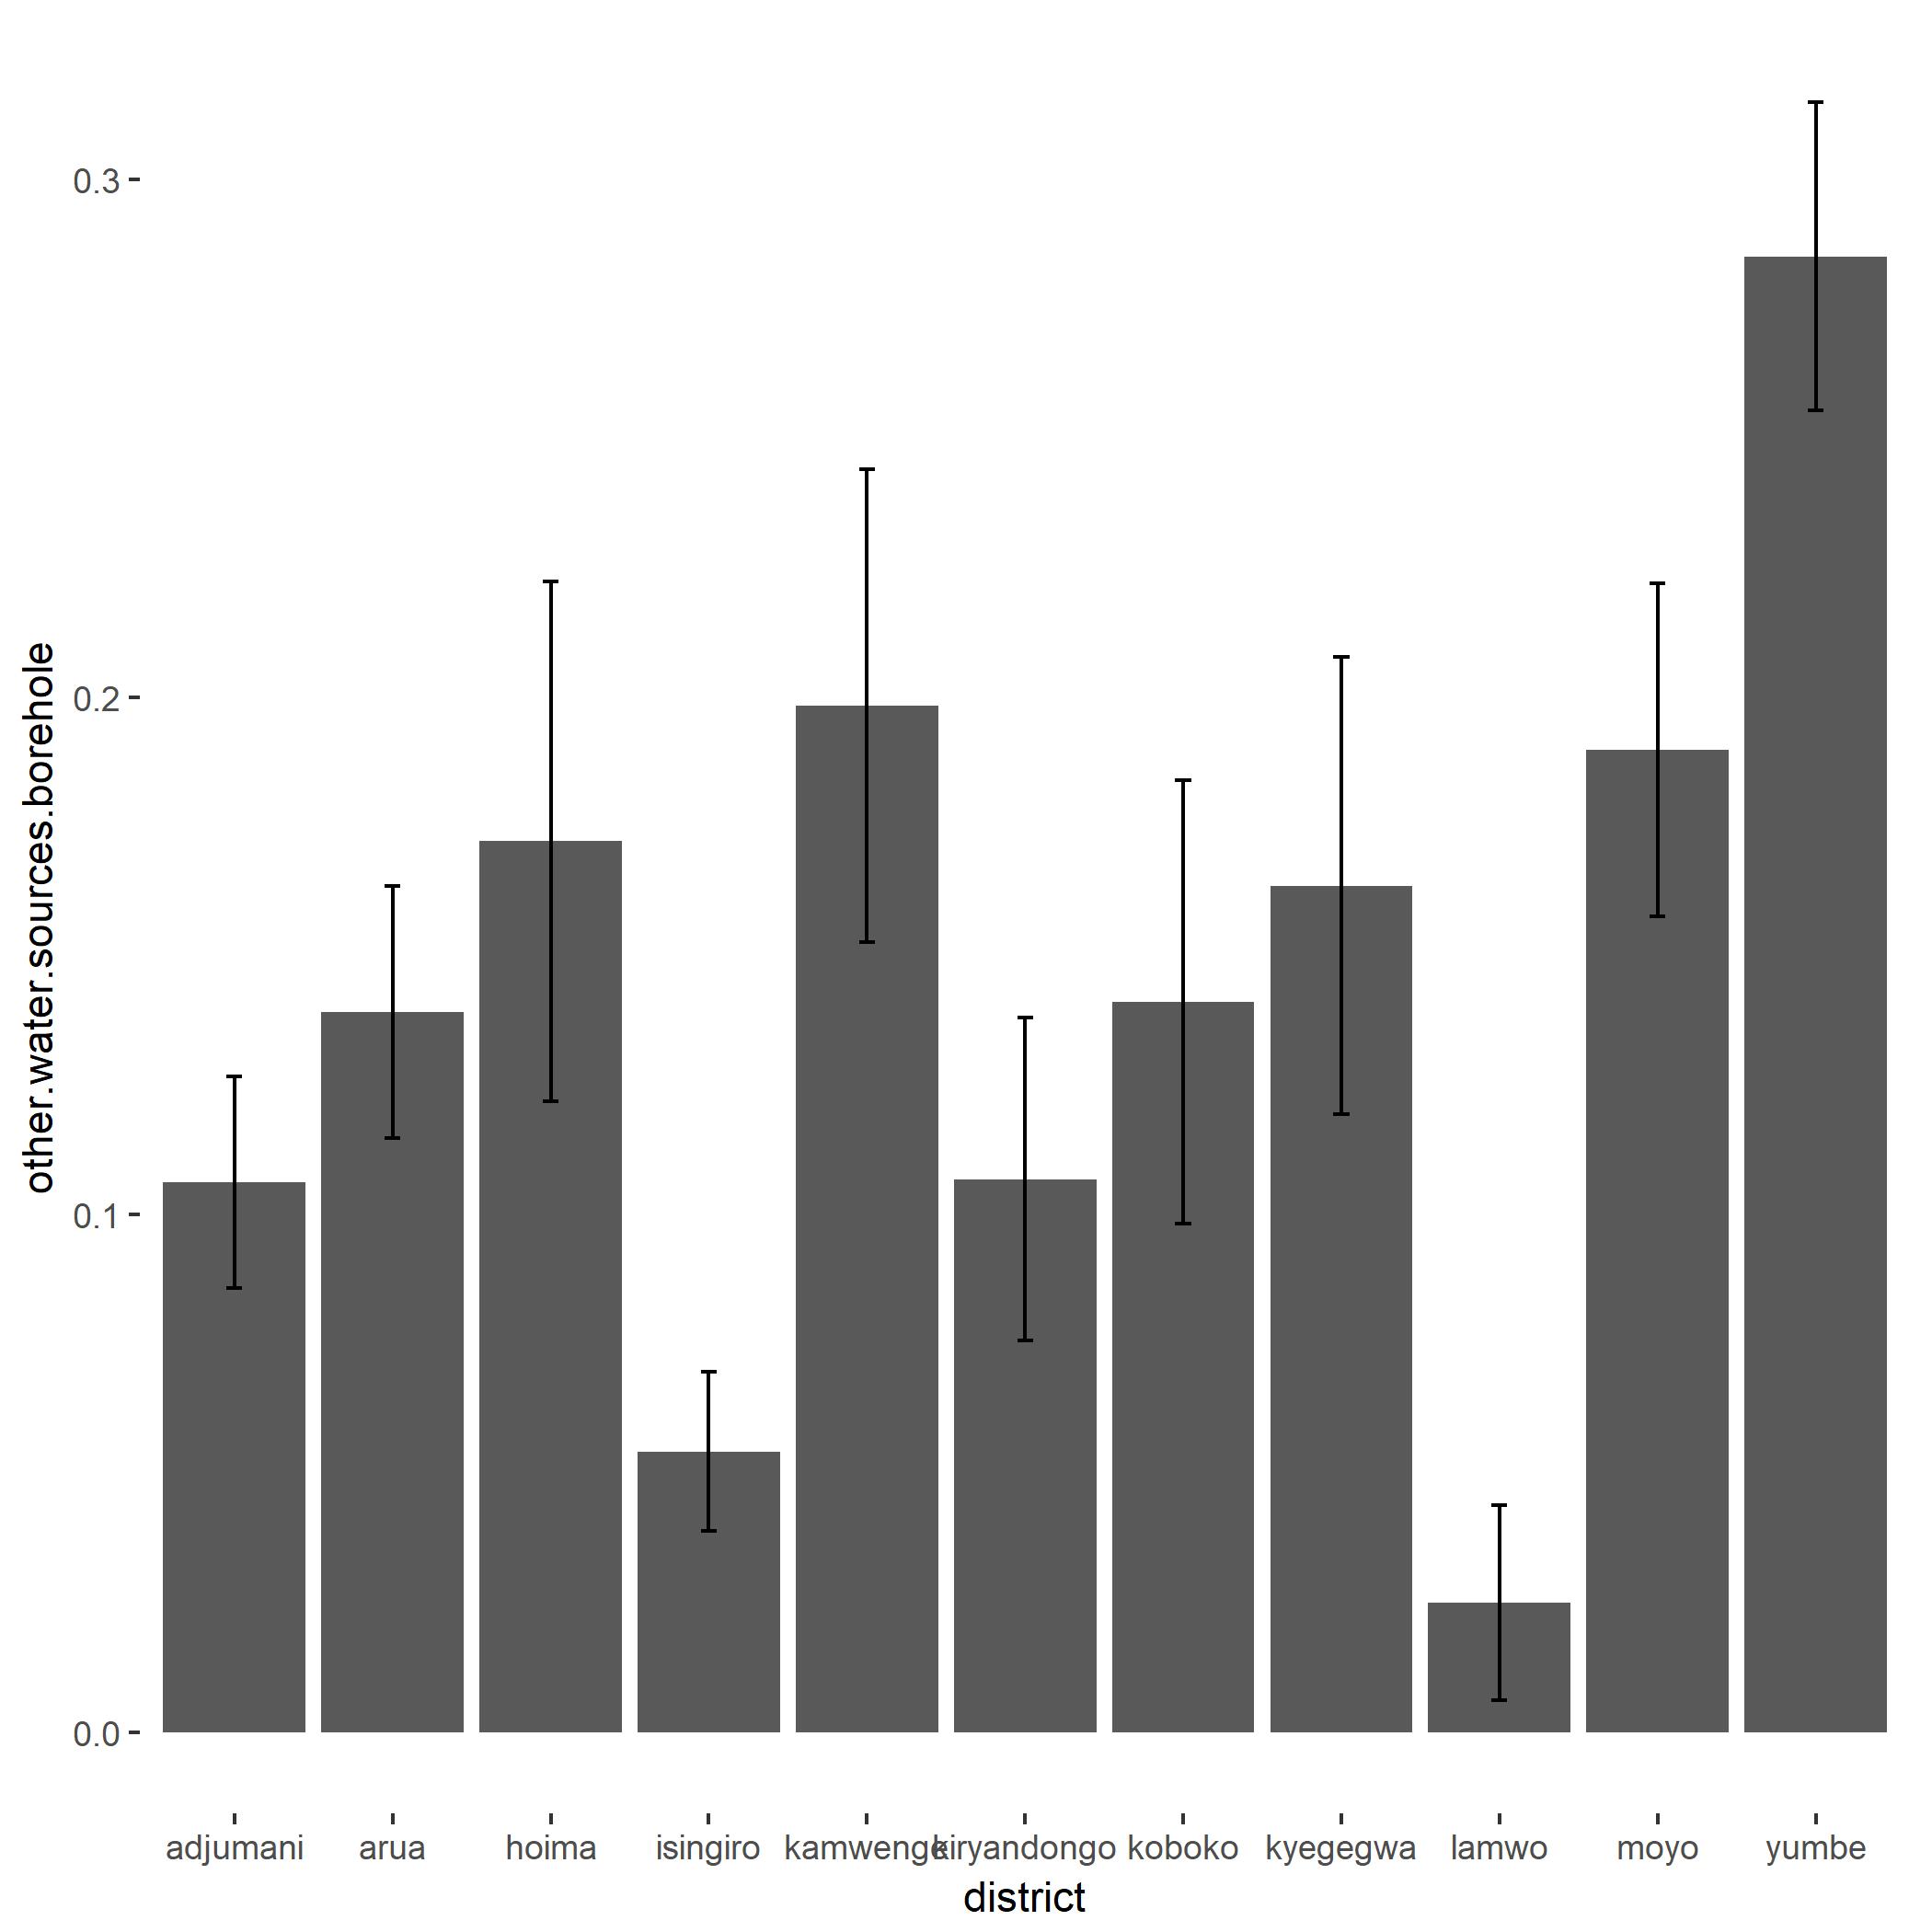 other.water.sources.borehole
0.3
0.2
0.1
0.0
adjumani arua hoima isingiro kamwenge kiryandongo koboko kyegegwa lamwo moyo yumbe
district